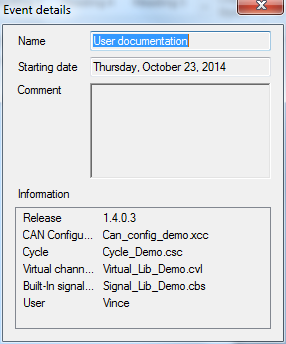 Event details
Name User documentation
Starting date Thursday, October 23, 2014
Comment
Information
Release 1.4.0.3
CAN Configu... Can_config_demo.xcc
Cycle Cycle_Demo.csc
Virtual chann... Virtual_Lib_Demo.cvl
Built-In signal... Signal_Lib_Demo.cbs
User Vince